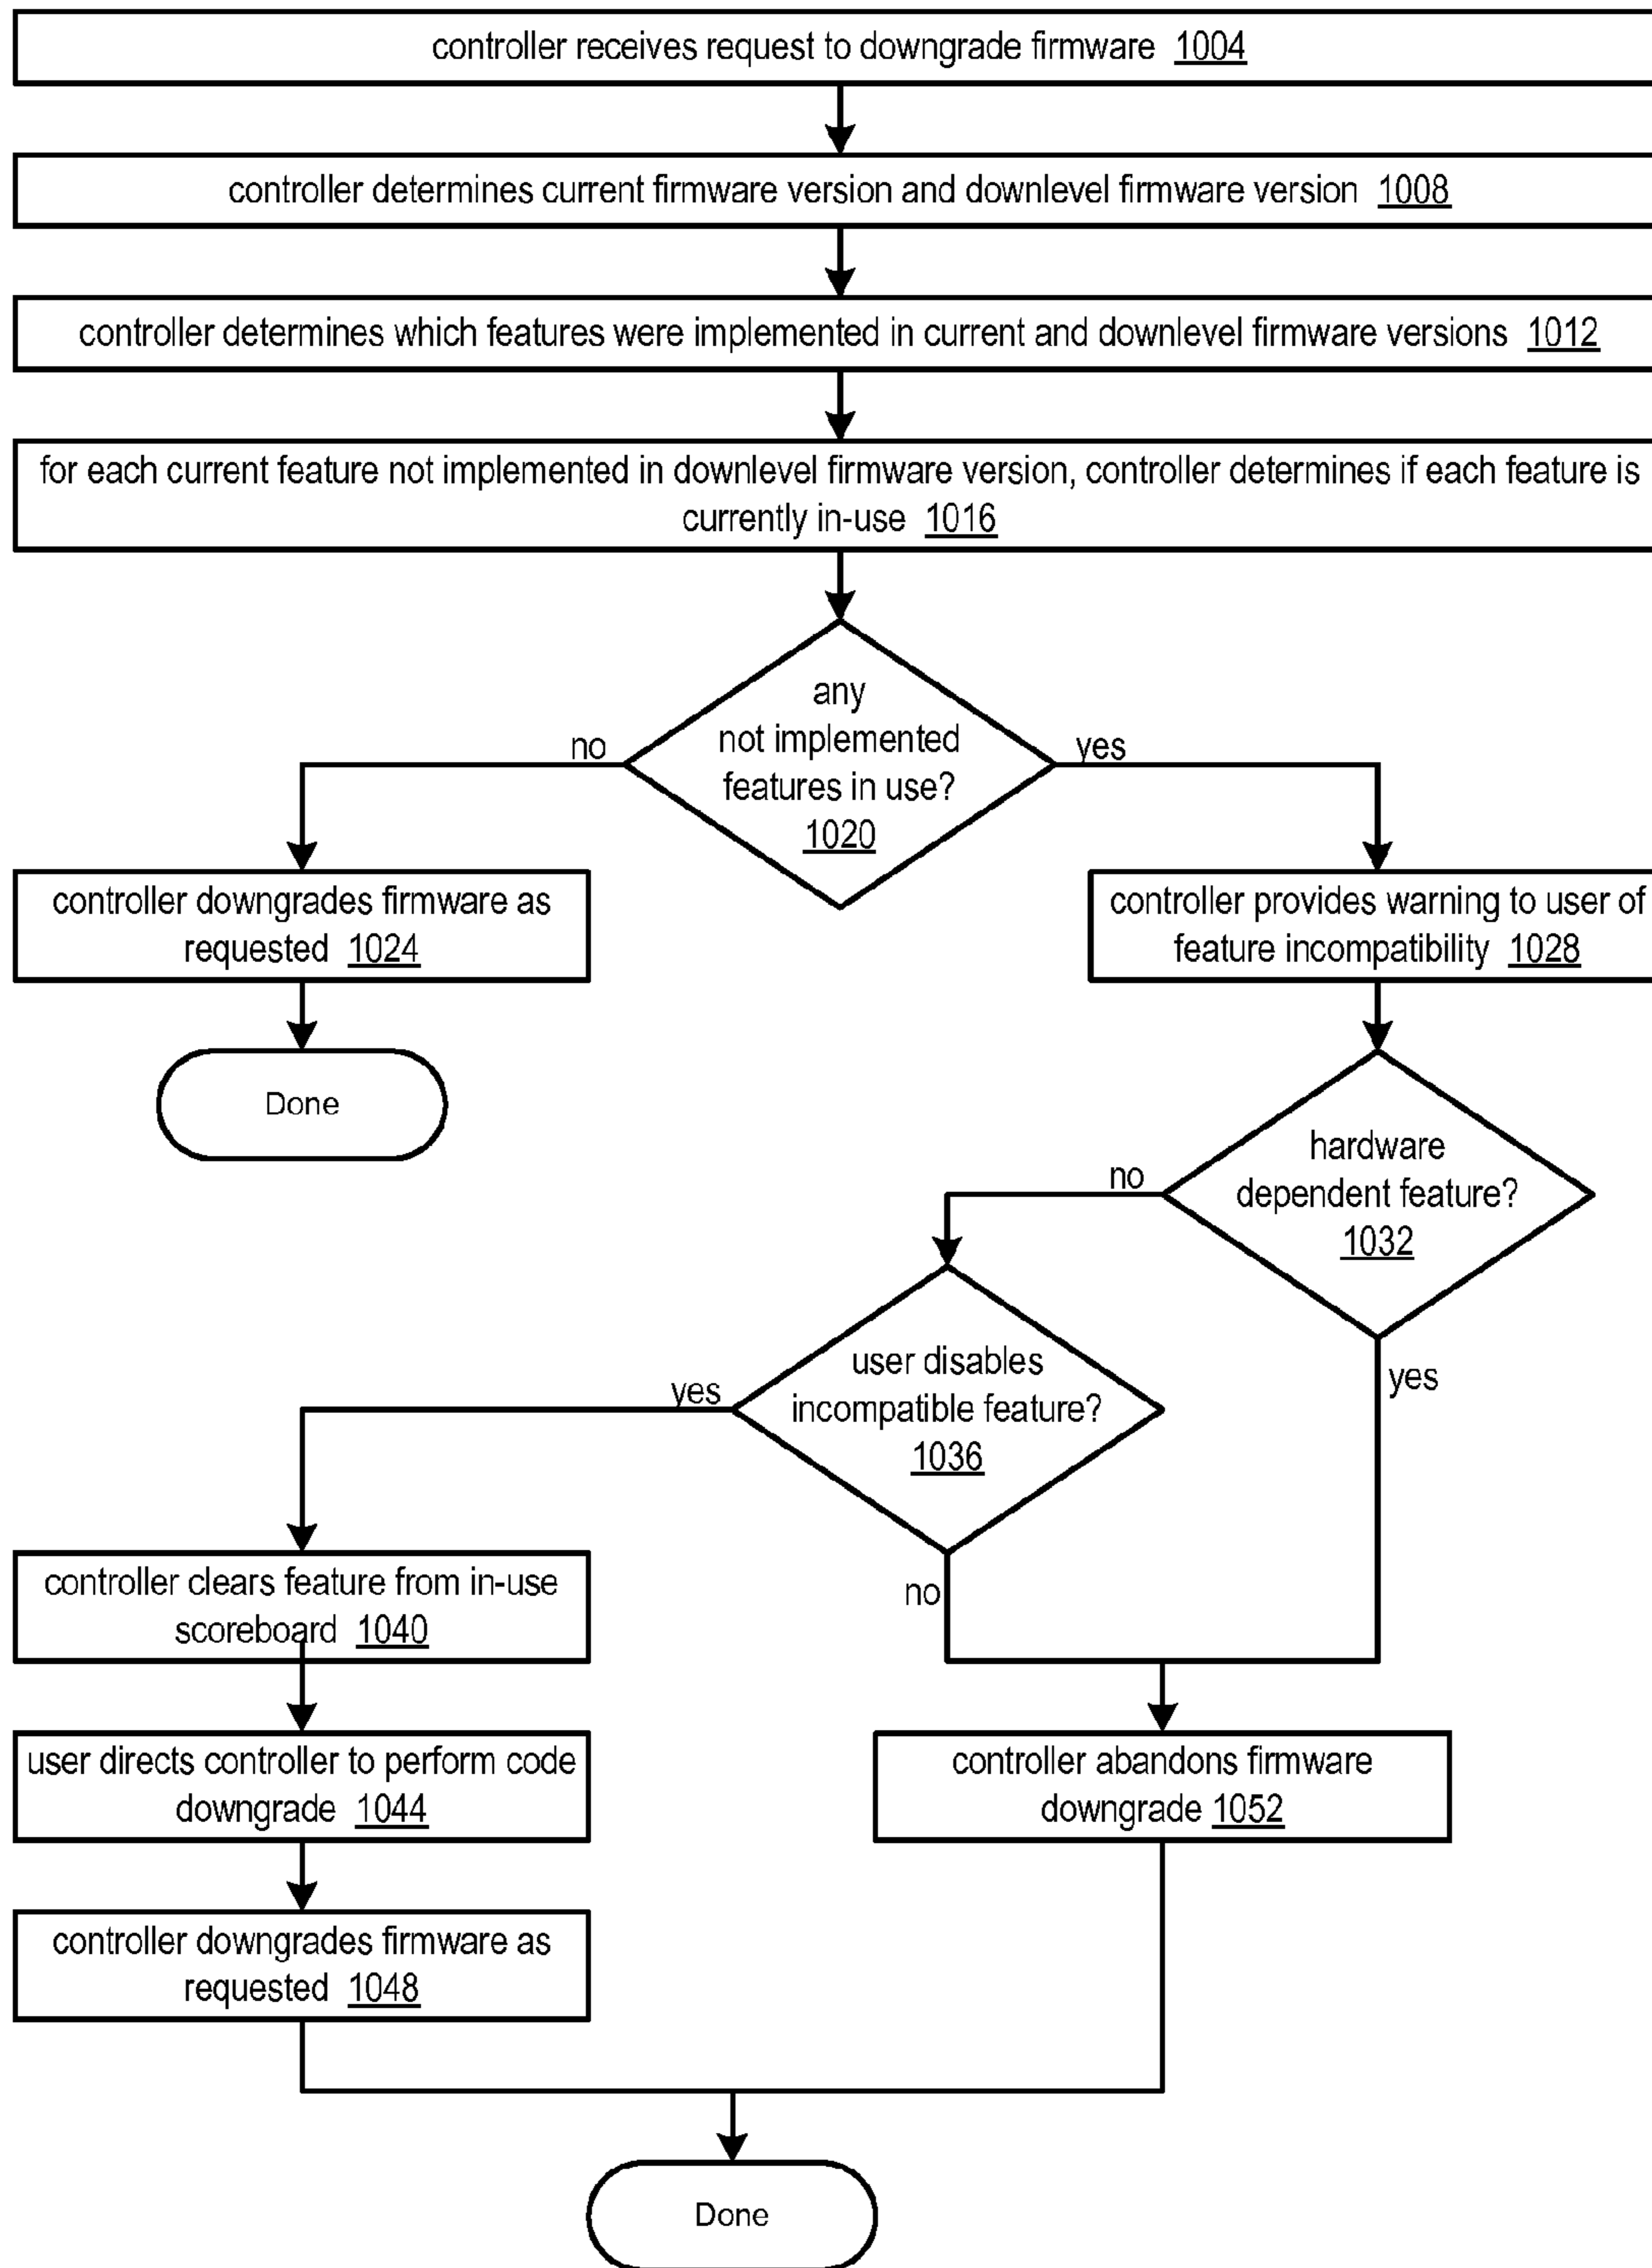 controller receives request to downgrade firmware 1004
controller determines current firmware version and downlevel firmware version 1008
controller determines which features were implemented in current and downlevel firmware versions 1012
for each current feature not implemented in downlevel firmware version, controller determines if each feature is
currently in-use 1016
any
not implemented
features in use?
1020
no
yes
controller downgrades firmware as
requested 1024
controller provides warning to user of
feature incompatibility 1028
Done
hardware
dependent feature?
1032
no
yes
user disables
incompatible feature?
1036
yes
no
controller clears feature from in-use
scoreboard 1040
user directs controller to perform code
downgrade 1044
controller abandons firmware
downgrade 1052
controller downgrades firmware as
requested 1048
Done